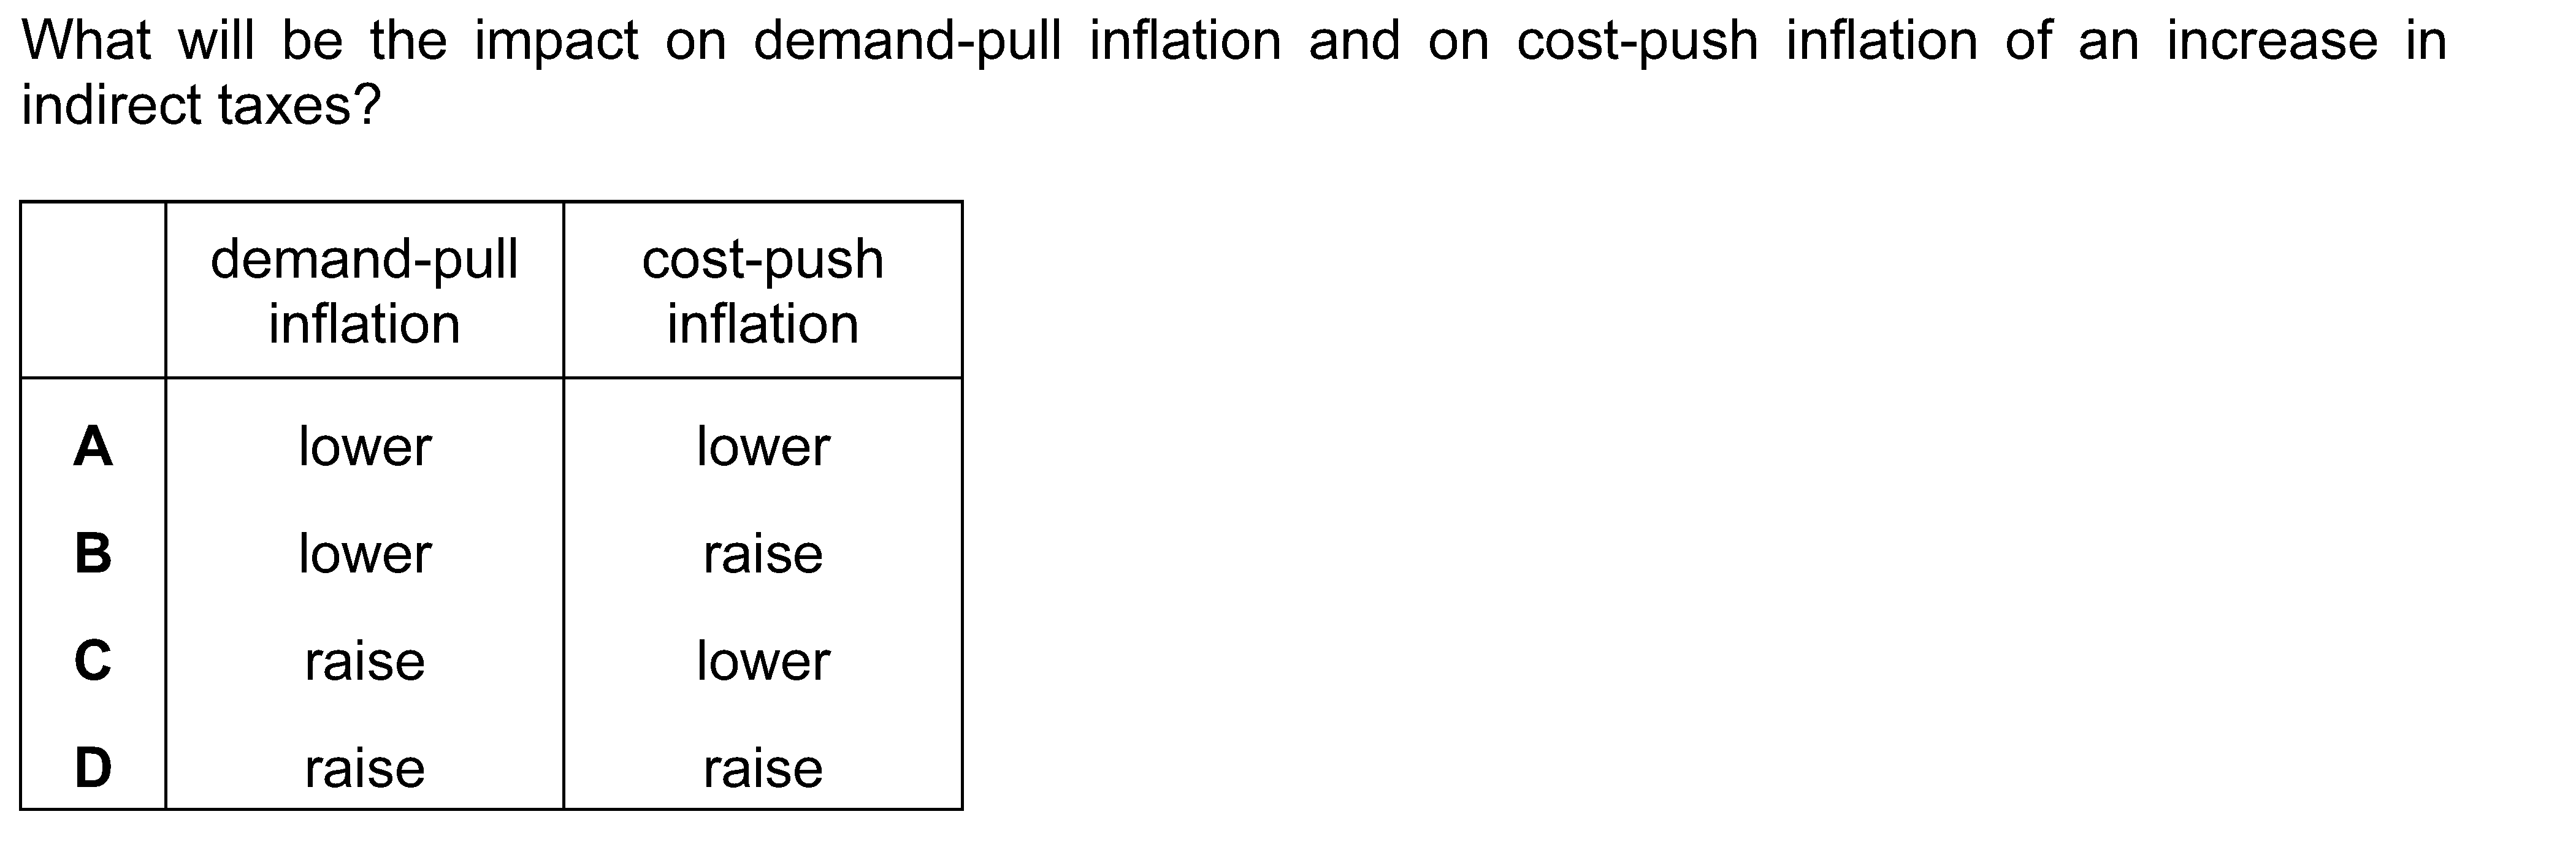 What will be the impact on demand-pull inflation and on cost-push inflation of an increase in
indirect taxes?
demand-pull inflation cost-push inflation
A lower lower
B lower raise
C raise lower
D raise raise